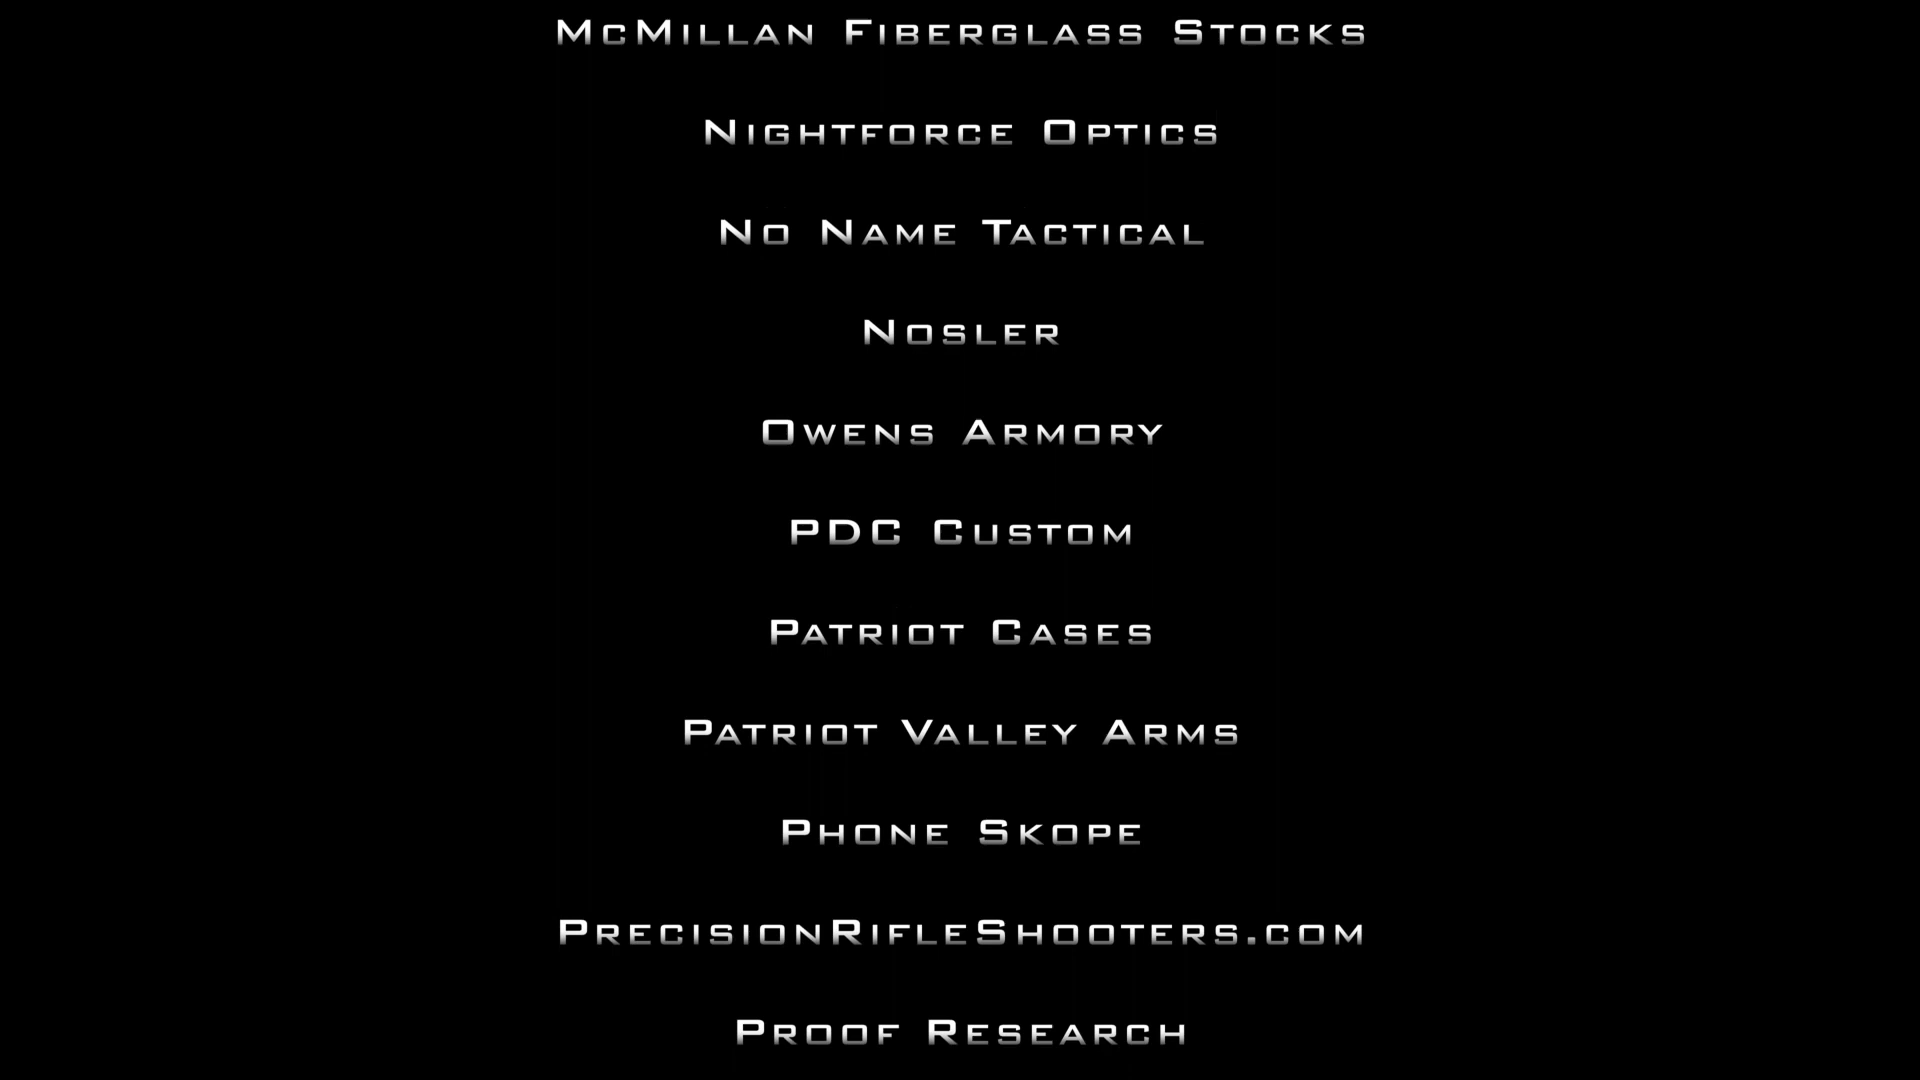 McMillan Fiberglass Stocks
Nightforce Optics
No Name Tactical
Nosler
Owens Armory
PDC Custom
Patriot Cases
Patriot Valley Arms
Phone Skope
PrecisionRifleShooters.com
Proof Research